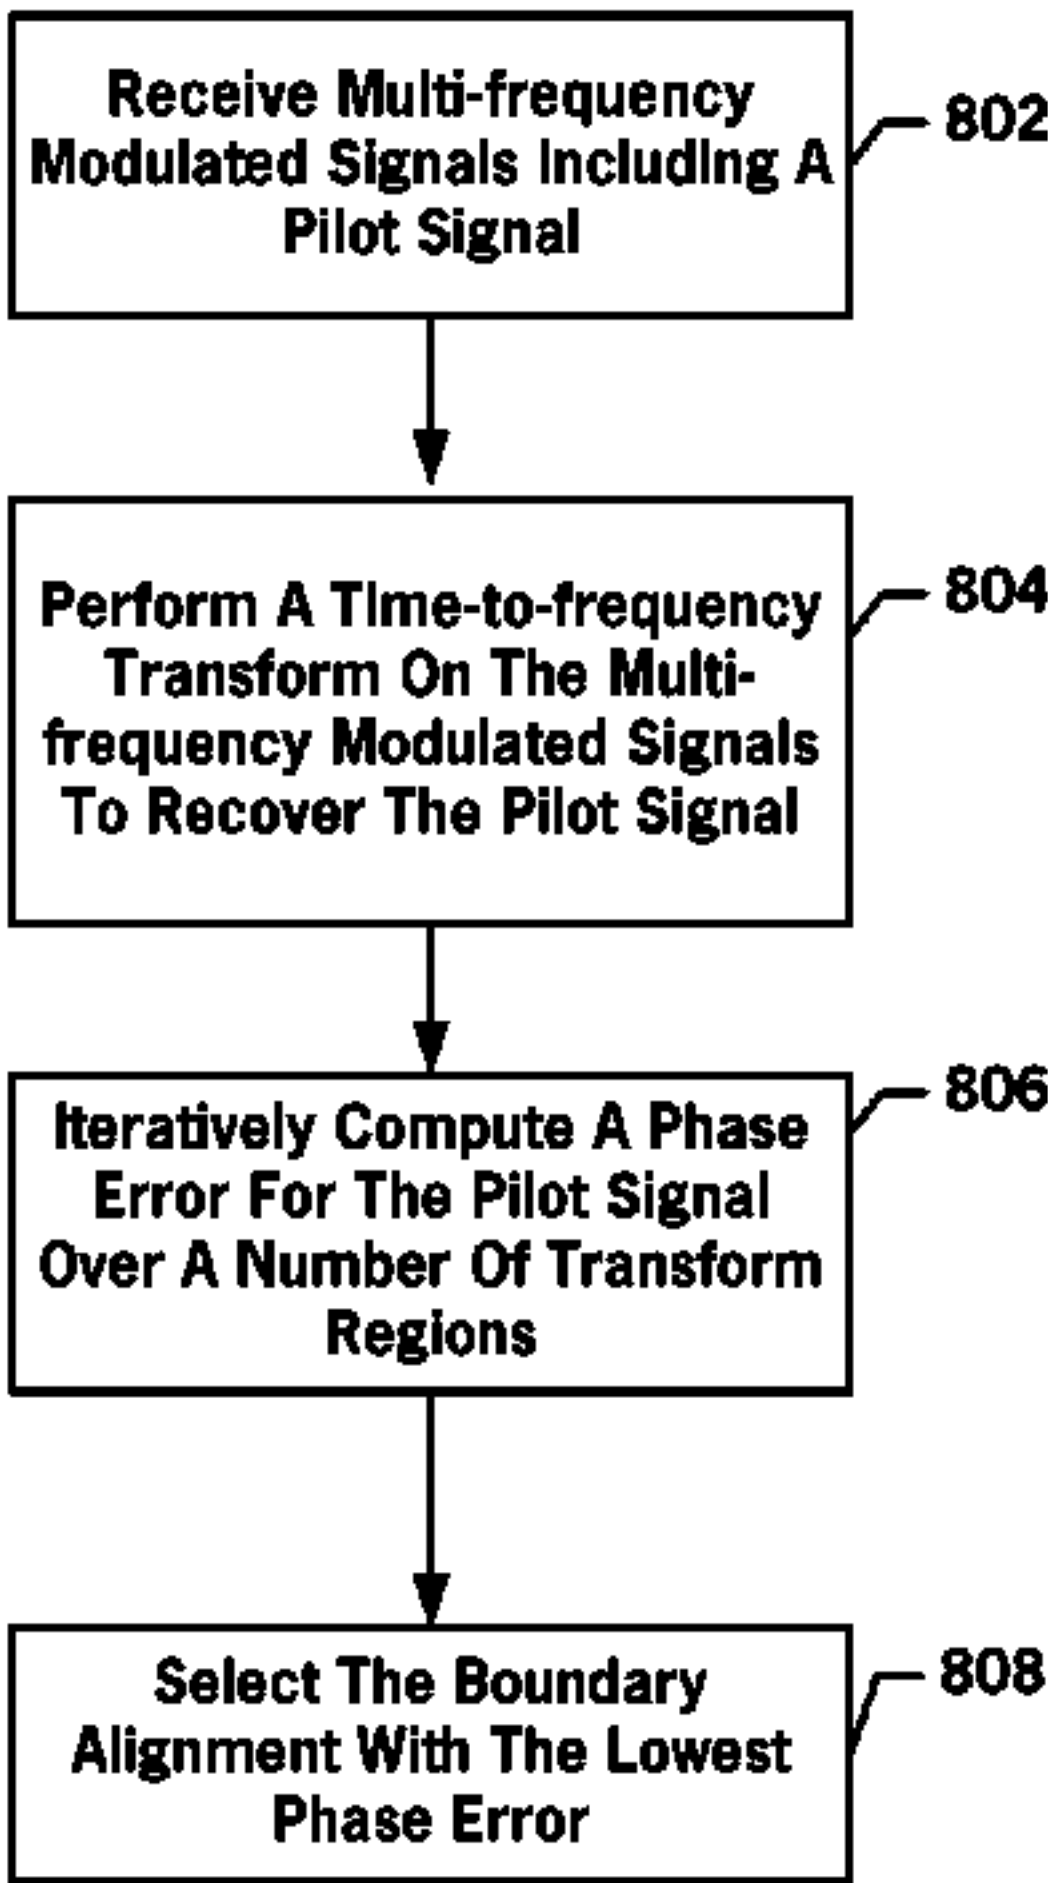 Receive Multi-frequency
Modulated Signals Including A
Pilot Signal
802
Perform A Time-to-frequency
Transform On The Multi-
frequency Modulated Signals
To Recover The Pilot Signal
804
Iteratively Compute A Phase
Error For The Pilot Signal
Over A Number Of Transform
Regions
806
Select The Boundary
Alignment With The Lowest
Phase Error
808